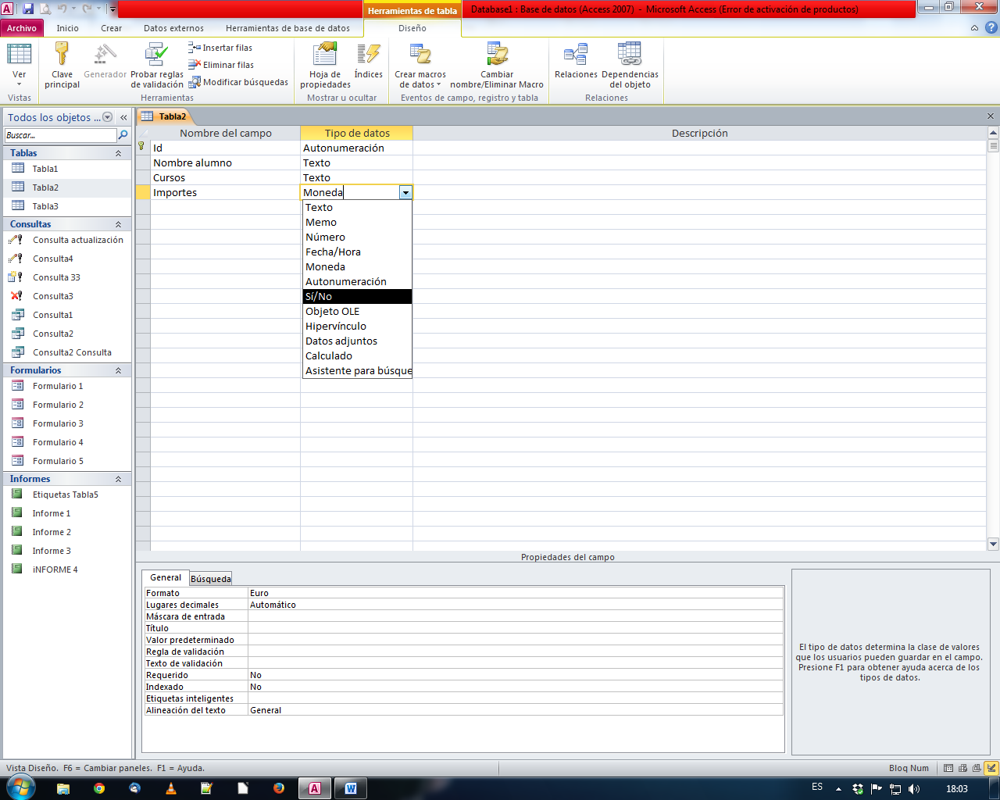 Herramientas de tabla
Database1 : Base de datos (Access 2007) - Microsoft Access (Error de activación de productos)
Archivo
Inicio
Crear
Datos externos
Herramientas de base de datos
Diseño
Ver
Clave principal
Generador
Probar reglas de validación
Insertar filas
Eliminar filas
Modificar búsquedas
Hoja de propiedades
Índices
Crear macros de datos
Cambiar nombre/Eliminar Macro
Relaciones
Dependencias del objeto
Vistas
Herramientas
Mostrar u ocultar
Eventos de campo, registro y tabla
Relaciones
Todos los objetos ...
Buscar...
Tablas
Tabla1
Tabla2
Tabla3
Consultas
Consulta actualización
Consulta4
Consulta 33
Consulta3
Consulta1
Consulta2
Consulta2 Consulta
Formularios
Formulario 1
Formulario 2
Formulario 3
Formulario 4
Formulario 5
Informes
Etiquetas Tabla5
Informe 1
Informe 2
Informe 3
iNFORME 4
Tabla2
Nombre del campo
Tipo de datos
Descripción
Id
Autonumeración
Nombre alumno
Texto
Cursos
Texto
Importes
Moneda
Texto
Memo
Número
Fecha/Hora
Moneda
Autonumeración
Sí/No
Objeto OLE
Hipervínculo
Datos adjuntos
Calculado
Asistente para búsque
Propiedades del campo
General
Búsqueda
Formato
Euro
Lugares decimales
Automático
Máscara de entrada
Título
Valor predeterminado
Regla de validación
Texto de validación
Requerido
No
Indexado
No
Etiquetas inteligentes
Alineación del texto
General
El tipo de datos determina la clase de valores
que los usuarios pueden guardar en el campo.
Presione F1 para obtener ayuda acerca de los
tipos de datos.
Vista Diseño. F6 = Cambiar paneles. F1 = Ayuda.
Bloq Num
ES
18:03